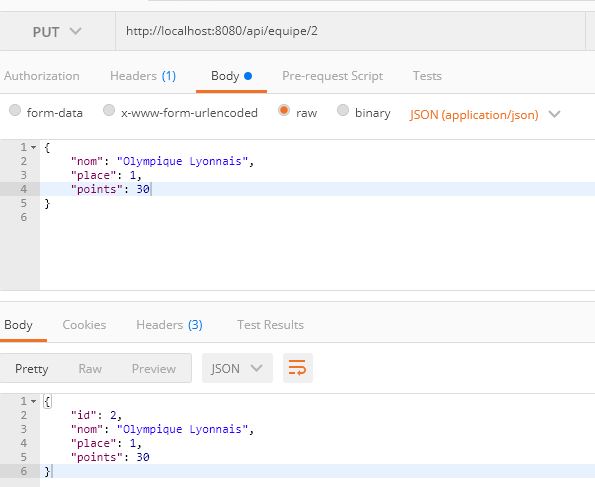 PUT http://localhost:8080/api/equipe/2
Authorization Headers (1) Body Pre-request Script Tests
form-data x-www-form-urlencoded raw binary JSON (application/json)
1 {
2 "nom": "Olympique Lyonnais",
3 "place": 1,
4 "points": 30
5 }
6
Body Cookies Headers (3) Test Results
Pretty Raw Preview JSON
1 {
2 "id": 2,
3 "nom": "Olympique Lyonnais",
4 "place": 1,
5 "points": 30
6 }